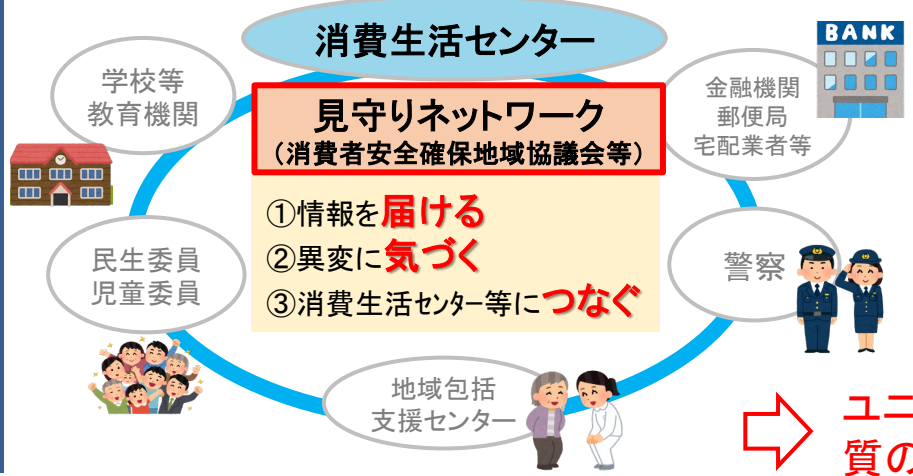 消費生活センター
BANK
学校等
教育機関
金融機関
郵便局
宅配業者等
見守りネットワーク
（消費者安全確保地域協議会等）
①情報を届ける
②異変に気づく
③消費生活ｾﾝﾀｰ等につなぐ
民生委員
児童委員
警察
地域包括
支援センター
ユニ
質の